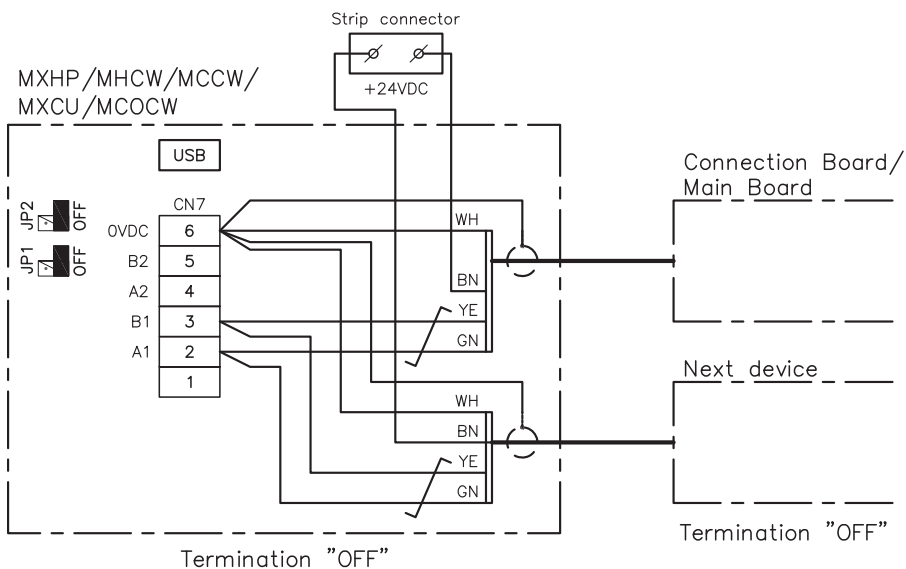 Strip connector
+24VDC
MXHP/MHCW/MCCW/
MXCU/MCOCW
USB
Connection Board/
Main Board
JP2
OFF
CN7
WH
0VDC 6
JP1
OFF
B2 5
BN
A2 4
YE
B1 3
GN
A1 2
Next device
1
WH
BN
YE
GN
Termination "OFF"
Termination "OFF"